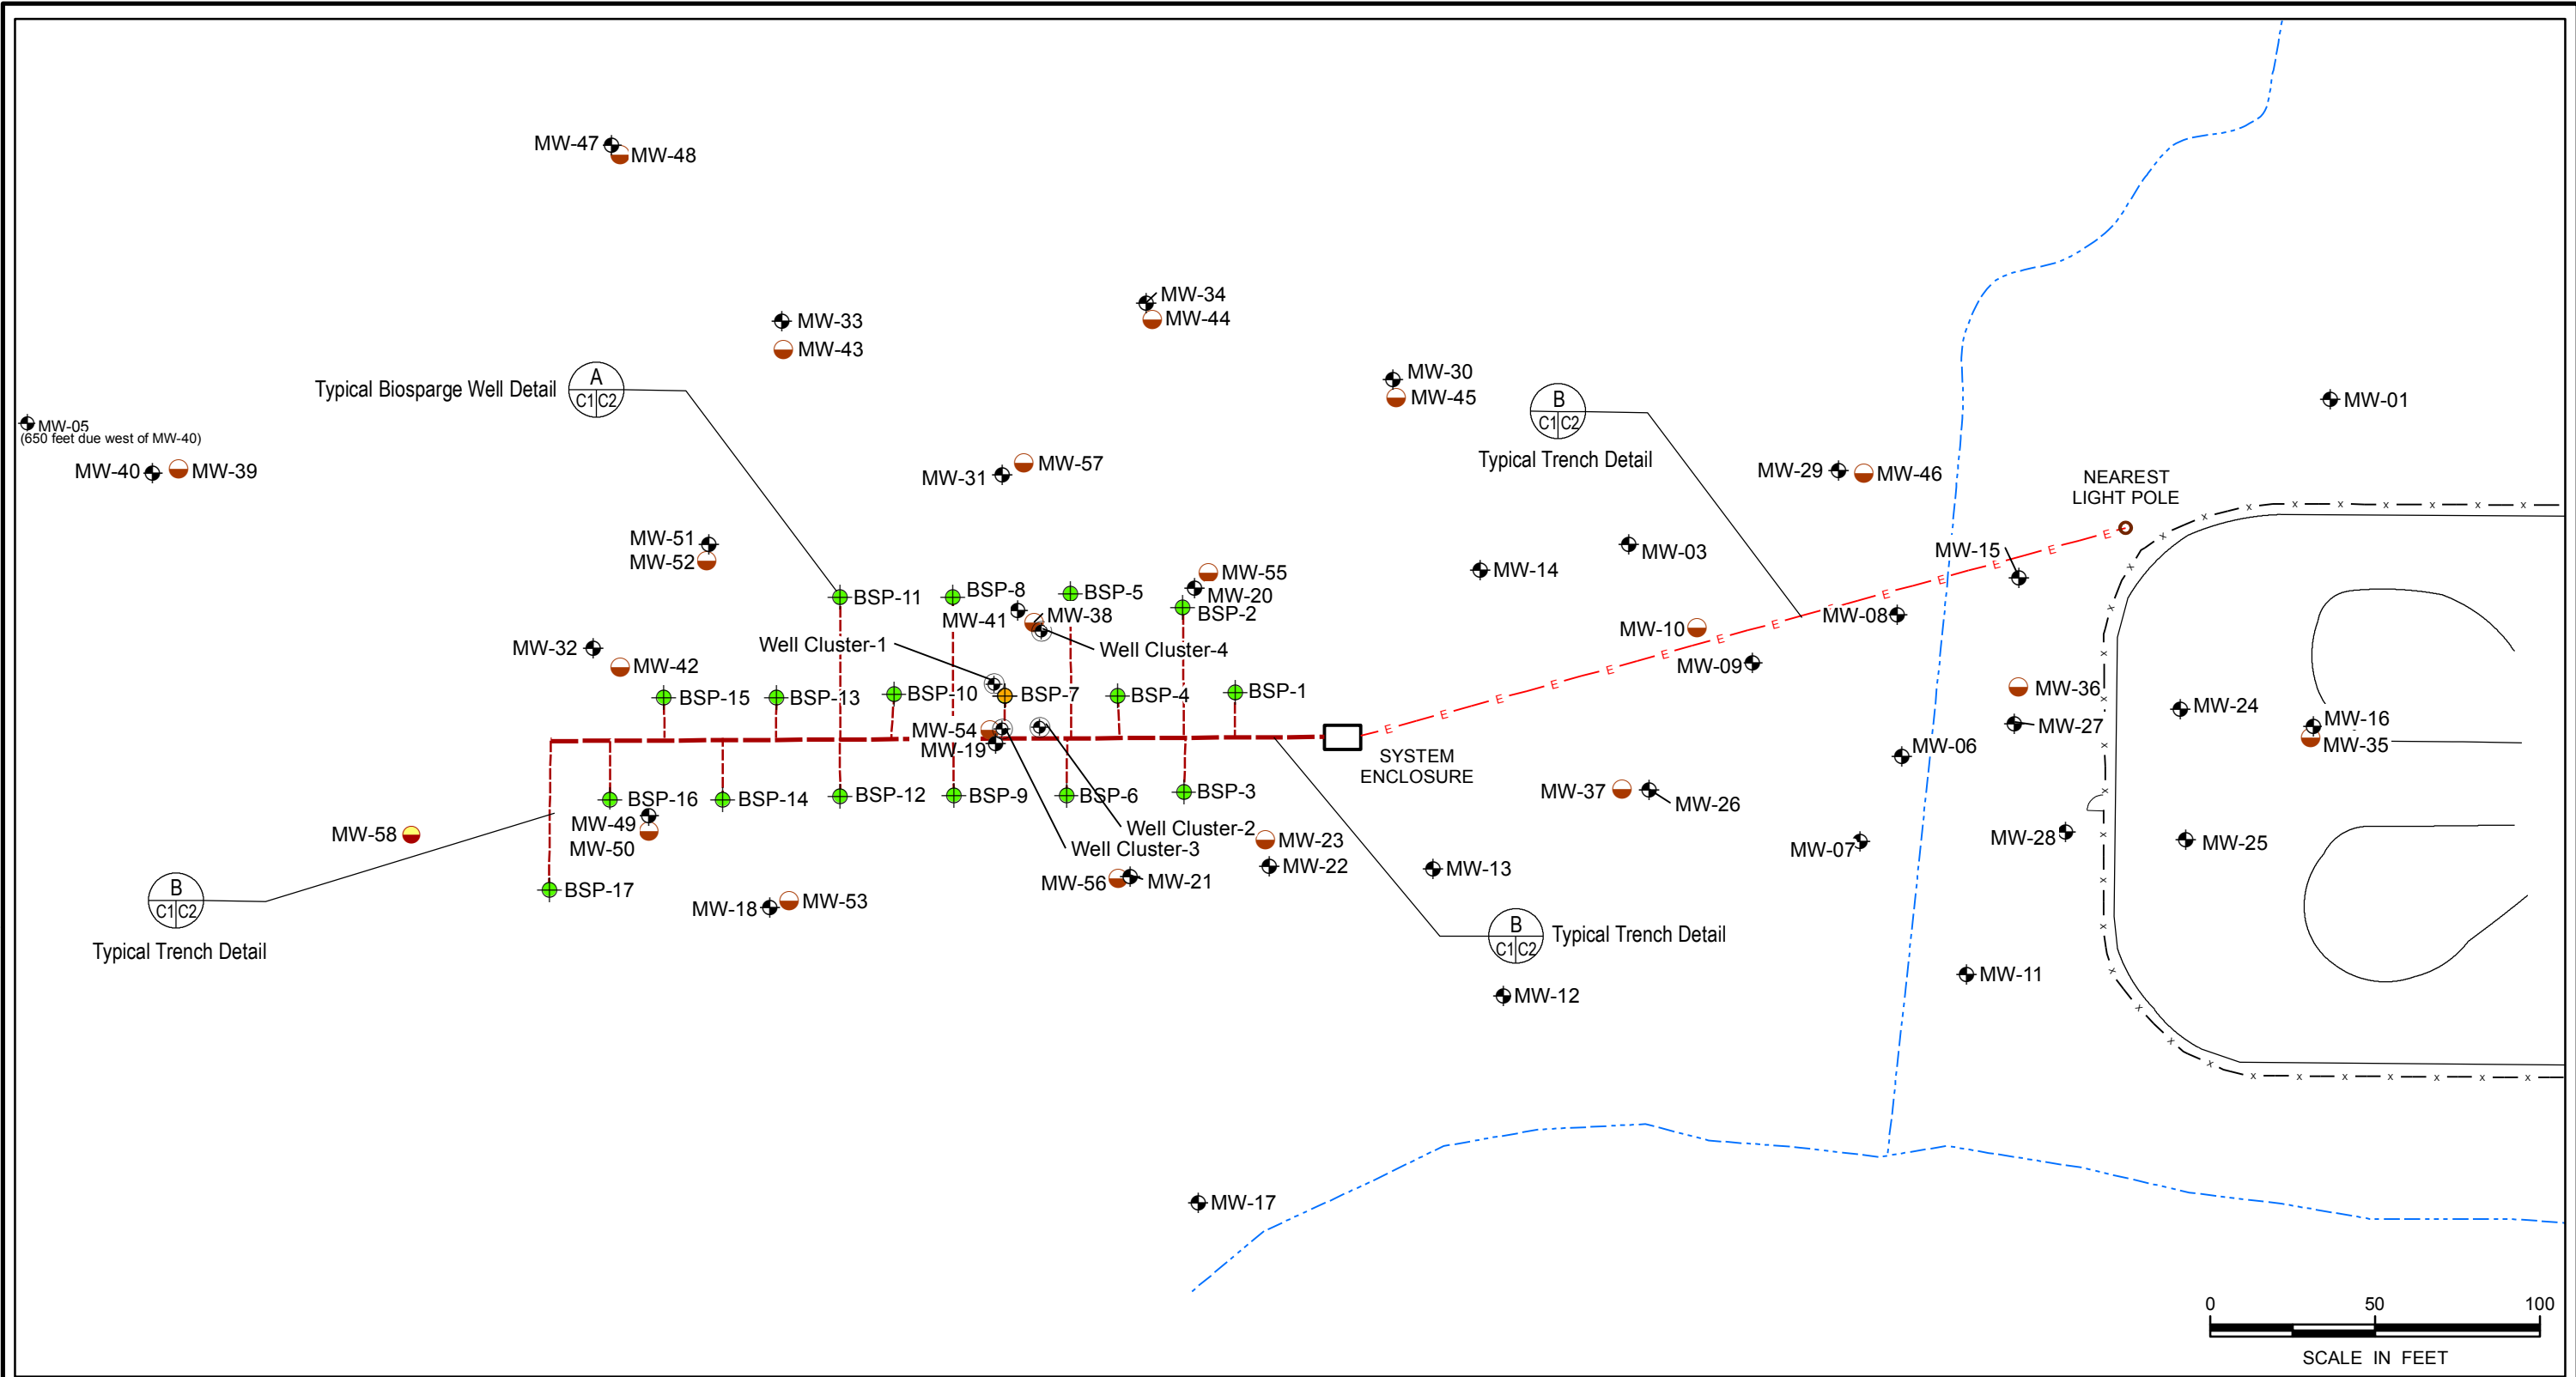 MW-47
MW-48
MW-34
MW-44
MW-33
MW-43
A
C1 C2
Typical Biosparge Well Detail
MW-30
MW-45
B
C1 C2
Typical Trench Detail
MW-01
MW-05
(650 feet due west of MW-40)
MW-40
MW-39
MW-31
MW-57
MW-29
MW-46
NEAREST
LIGHT POLE
MW-51
MW-52
MW-03
MW-14
MW-15
MW-55
MW-20
BSP-11
BSP-8
BSP-5
BSP-2
MW-41
MW-38
MW-08
MW-10
MW-09
Well Cluster-1
Well Cluster-4
MW-32
MW-42
BSP-15
BSP-13
BSP-10
BSP-7
BSP-4
BSP-1
MW-36
MW-27
MW-24
MW-16
MW-35
MW-54
MW-19
SYSTEM
ENCLOSURE
MW-06
BSP-16
BSP-14
BSP-12
BSP-9
BSP-6
BSP-3
MW-37
MW-26
MW-49
MW-50
MW-58
Well Cluster-2
Well Cluster-3
MW-23
MW-22
MW-13
MW-07
MW-28
MW-25
BSP-17
MW-56
MW-21
MW-18
MW-53
B
C1 C2
Typical Trench Detail
B
C1 C2
Typical Trench Detail
MW-11
MW-12
MW-17
E E E E E E E E E E E E E E
0 50 100
SCALE IN FEET